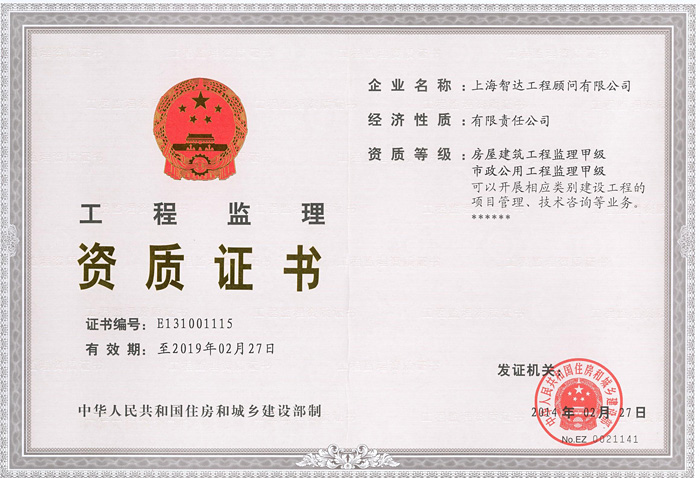 工程监理
资质证书
证书编号：E131001115
有效期：至2019年02月27日
中华人民共和国住房和城乡建设部制
企业名称：上海智达工程顾问有限公司
经济性质：有限责任公司
资质等级：房屋建筑工程监理甲级
市政公用工程监理甲级
可以开展相应类别建设工程的
项目管理、技术咨询等业务。
******
发证机关：
中华人民共和国住房和城乡建设部
2014年02月27日
No.EZ 0021141